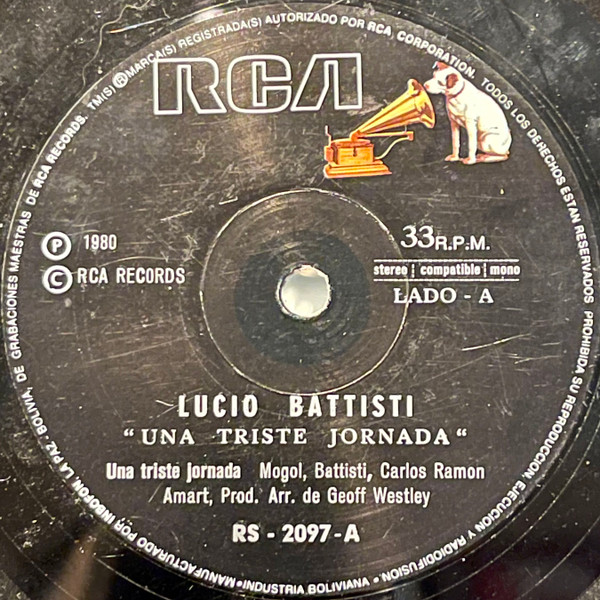 MANUFACTURADO POR INBOFON, LA PAZ - BOLIVIA, DE GRABACIONES MAESTRAS DE RCA RECORDS. TM(S) ® MARCA(S) REGISTRADA(S) AUTORIZADO POR RCA CORPORATION. TODOS LOS DERECHOS ESTAN RESERVADOS PROHIBIDA SU REPRODUCCION EJECUCION Y RADIODIFUSION • INDUSTRIA BOLIVIANA •
RCA
Ⓟ 1980
© RCA RECORDS
33 R.P.M.
stereo | compatible | mono
LADO - A
LUCIO BATTISTI
"UNA TRISTE JORNADA"
Una triste jornada Mogol, Battisti, Carlos Ramon
Amart, Prod. Arr. de Geoff Westley
RS - 2097 - A